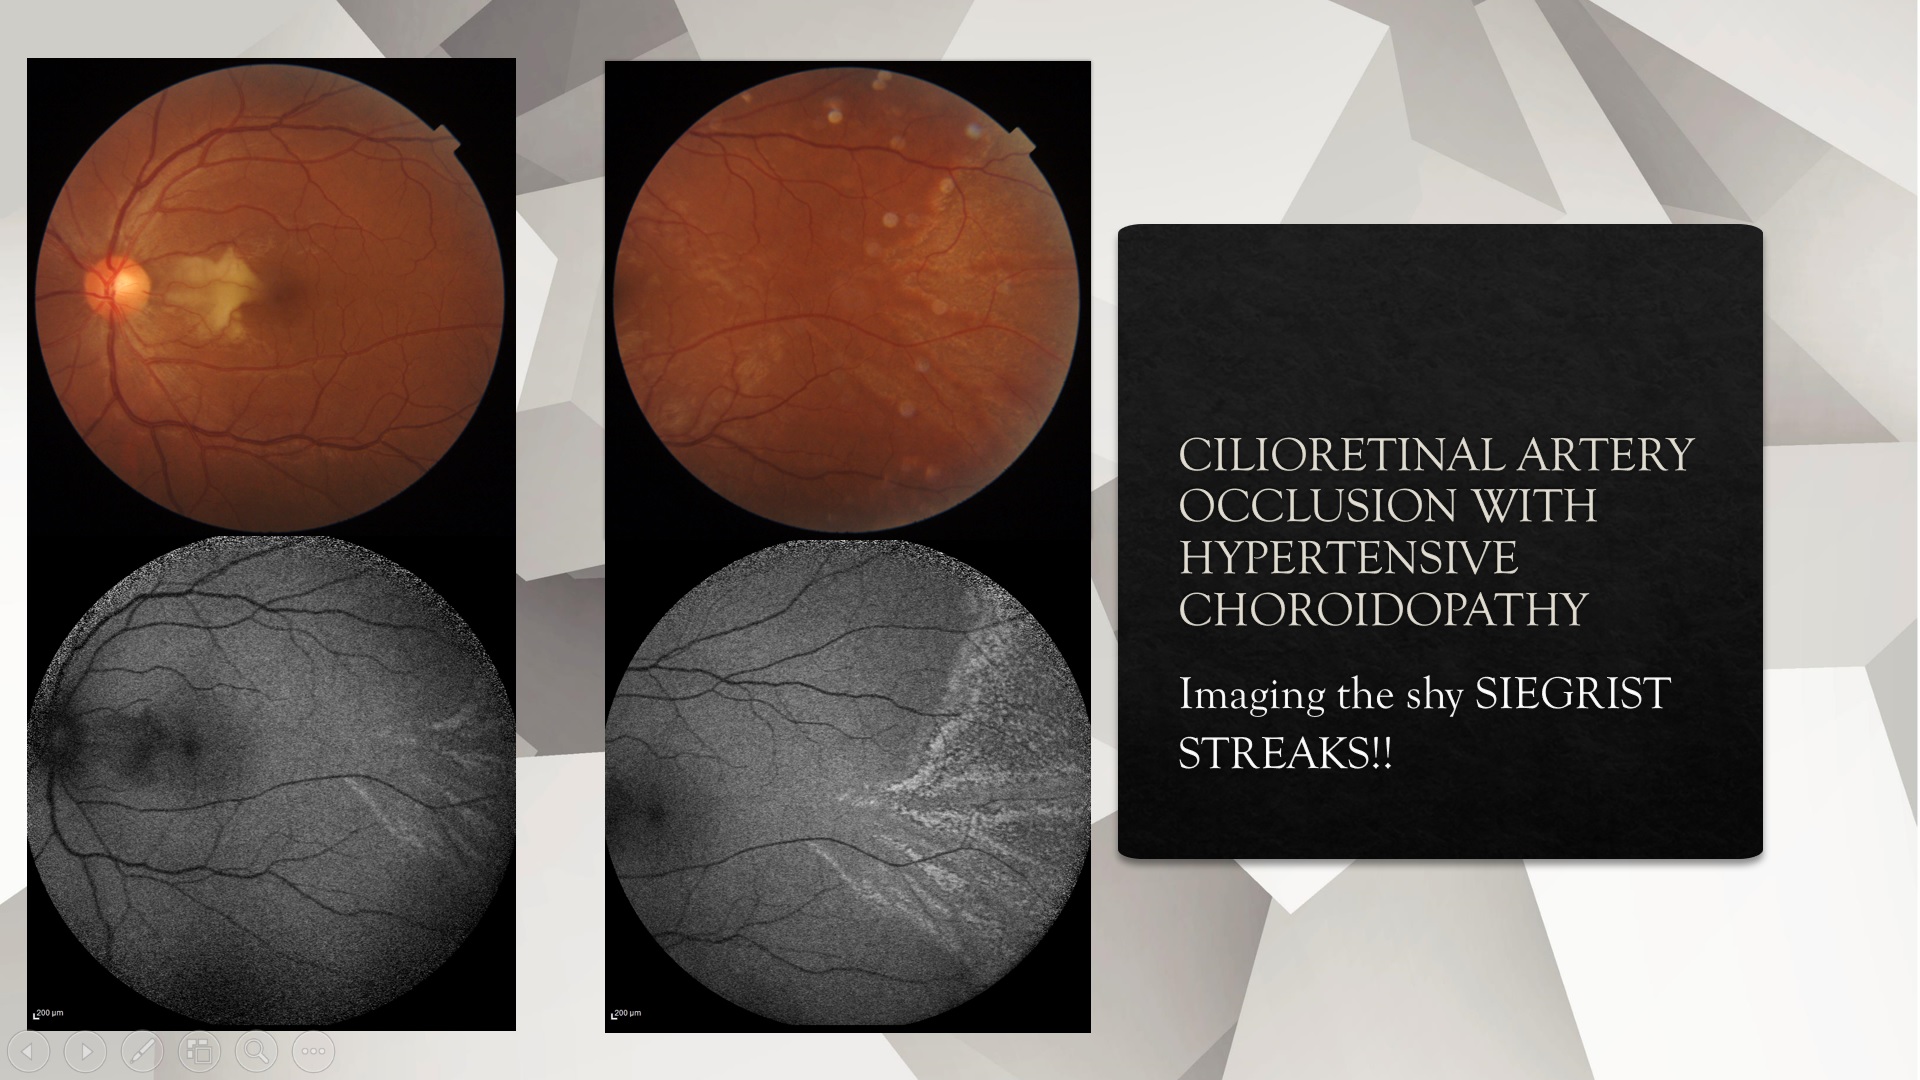 CILIORETINAL ARTERY
OCCLUSION WITH
HYPERTENSIVE
CHOROIDOPATHY
Imaging the shy SIEGRIST
STREAKS!!
200 µm
200 µm